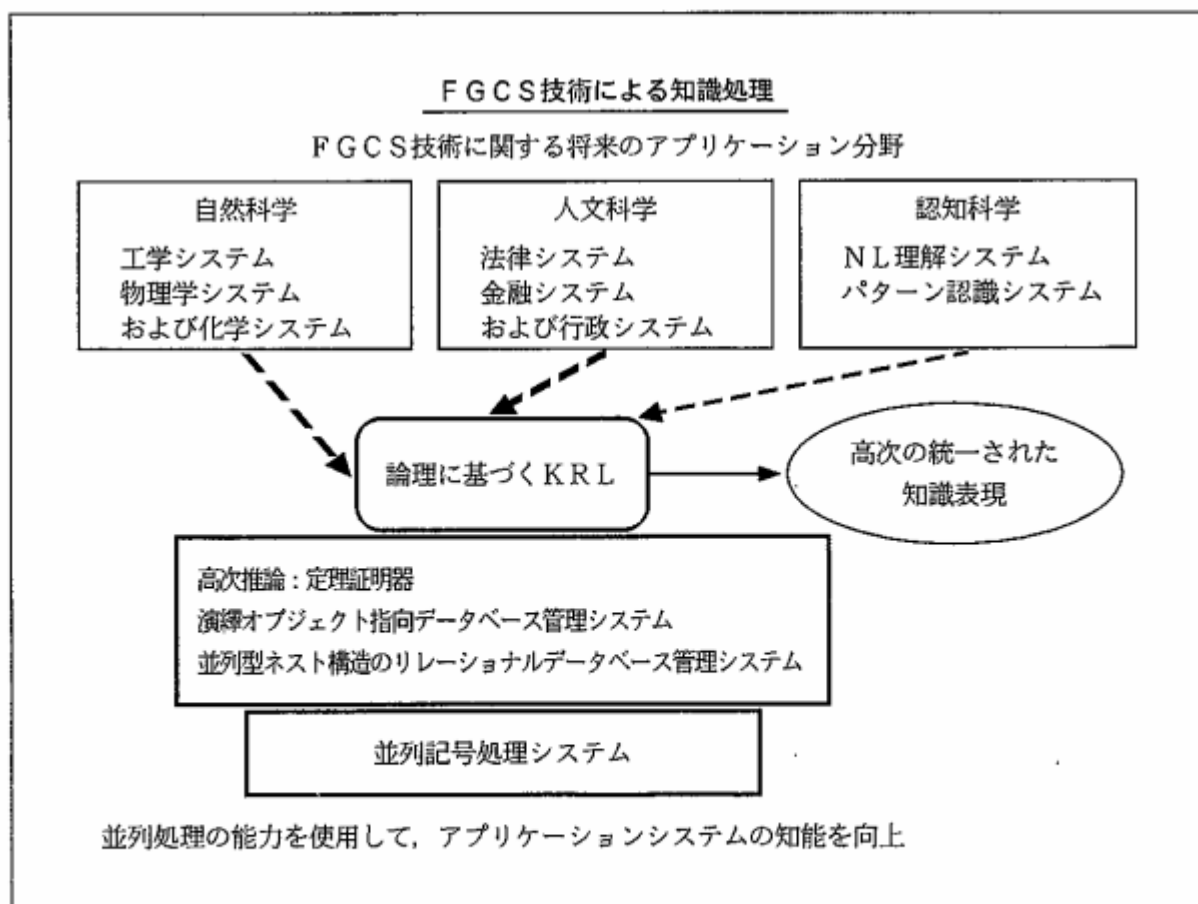 FGCS技術による知識処理
FGCS技術に関する将来のアプリケーション分野
自然科学
工学システム
物理学システム
および化学システム
人文科学
法律システム
金融システム
および行政システム
認知科学
NL理解システム
パターン認識システム
論理に基づくKRL
高次の統一された
知識表現
高次推論：定理証明器
演繹オブジェクト指向データベース管理システム
並列型ネスト構造のリレーショナルデータベース管理システム
並列記号処理システム
並列処理の能力を使用して，アプリケーションシステムの知能を向上